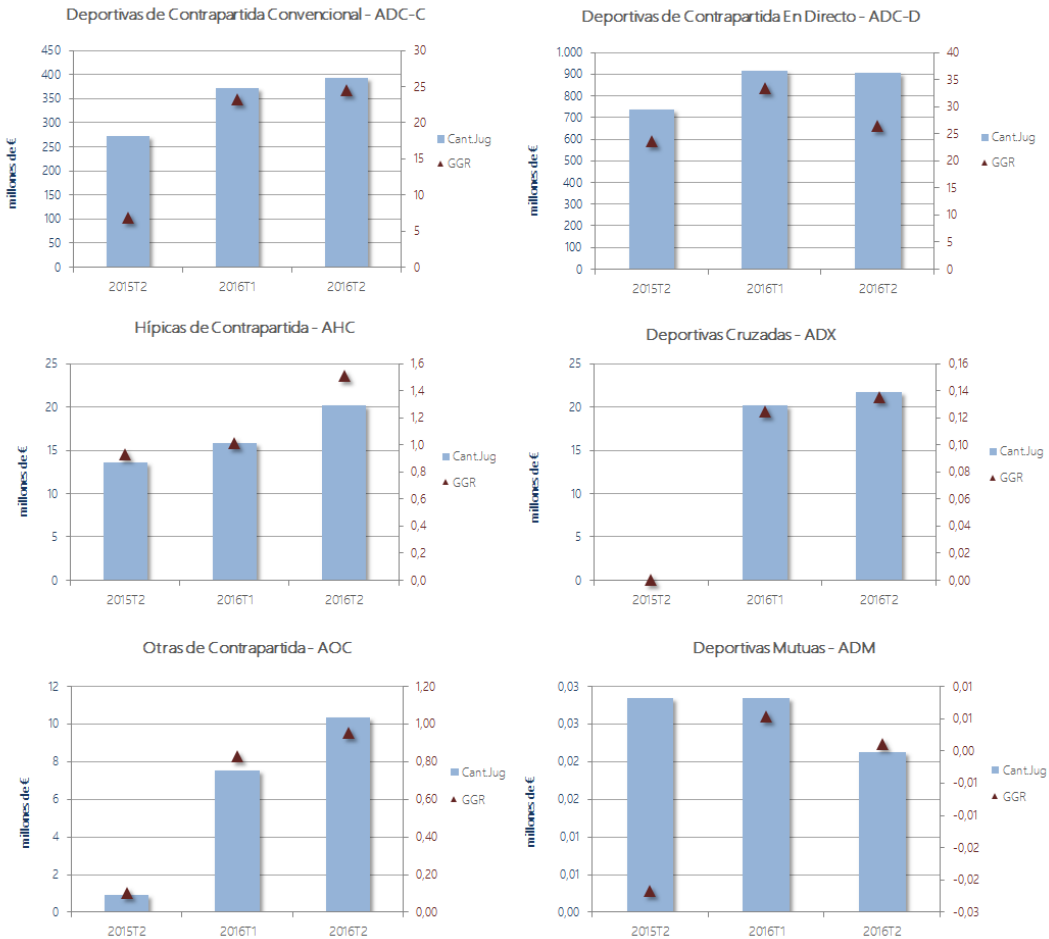 Deportivas de Contrapartida Convencional - ADC-C
millones de €
450
400
350
300
250
200
150
100
50
0
30
25
20
15
10
5
0
2015T2
2016T1
2016T2
Cant.Jug
GGR
Deportivas de Contrapartida En Directo - ADC-D
millones de €
1.000
900
800
700
600
500
400
300
200
100
0
40
35
30
25
20
15
10
5
0
2015T2
2016T1
2016T2
Cant.Jug
GGR
Hípicas de Contrapartida - AHC
millones de €
25
20
15
10
5
0
1,6
1,4
1,2
1,0
0,8
0,6
0,4
0,2
0,0
2015T2
2016T1
2016T2
Cant.Jug
GGR
Deportivas Cruzadas - ADX
millones de €
25
20
15
10
5
0
0,16
0,14
0,12
0,10
0,08
0,06
0,04
0,02
0,00
2015T2
2016T1
2016T2
Cant.Jug
GGR
Otras de Contrapartida - AOC
millones de €
12
10
8
6
4
2
0
1,20
1,00
0,80
0,60
0,40
0,20
0,00
2015T2
2016T1
2016T2
Cant.Jug
GGR
Deportivas Mutuas - ADM
millones de €
0,03
0,03
0,02
0,02
0,01
0,01
0,00
0,01
0,01
0,00
-0,01
-0,01
-0,02
-0,02
-0,03
2015T2
2016T1
2016T2
Cant.Jug
GGR